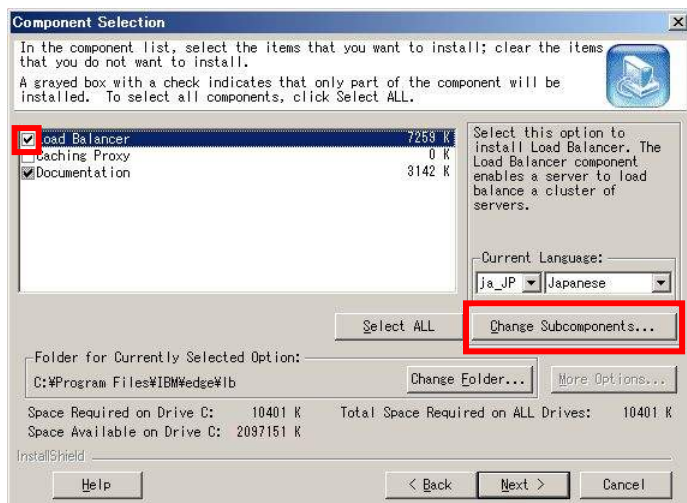 Component Selection
In the component list, select the items that you want to install; clear the items
that you do not want to install.
A grayed box with a check indicates that only part of the component will be
installed. To select all components, click Select ALL.
Load Balancer 7259 K
Caching Proxy 0 K
Documentation 3142 K
Select this option to
install Load Balancer. The
Load Balancer component
enables a server to load
balance a cluster of
servers.
Current Language:
ja_JP Japanese
Select ALL
Change Subcomponents...
Folder for Currently Selected Option:
C:¥Program Files¥IBM¥edge¥lb
Change Folder...
More Options...
Space Required on Drive C: 10401 K
Total Space Required on ALL Drives: 10401 K
Space Available on Drive C: 2097151 K
InstallShield
Help
< Back
Next >
Cancel